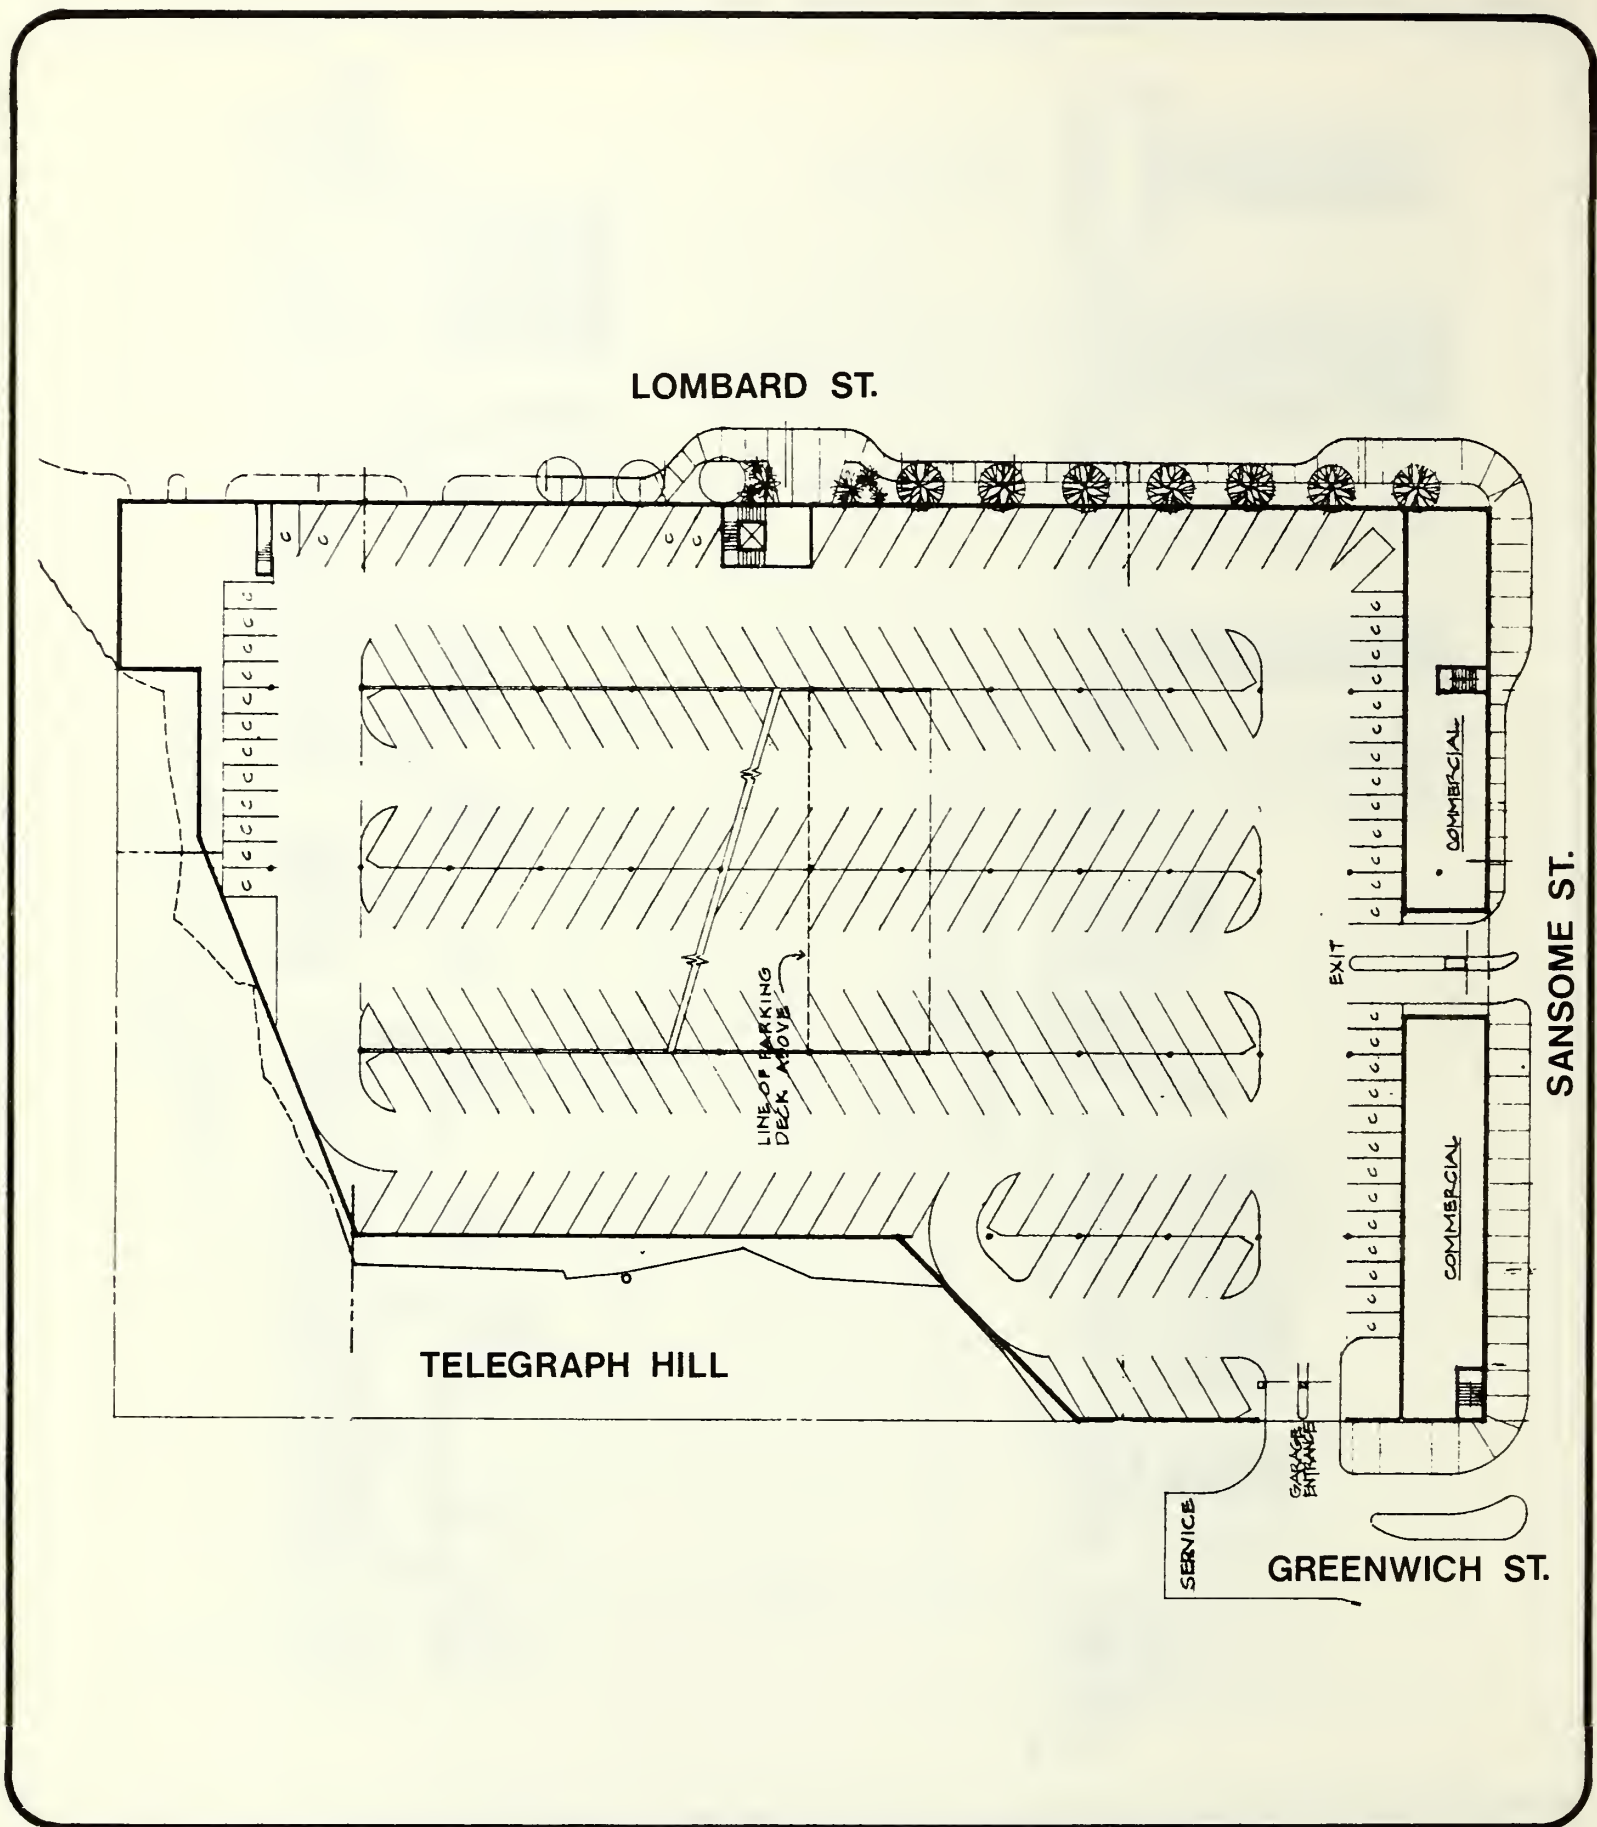 LOMBARD ST.
COMMERCIAL
SANSOME ST.
EXIT
LINE OF PARKING
DECK ABOVE
COMMERCIAL
TELEGRAPH HILL
GARAGE
ENTRANCE
SERVICE
GREENWICH ST.